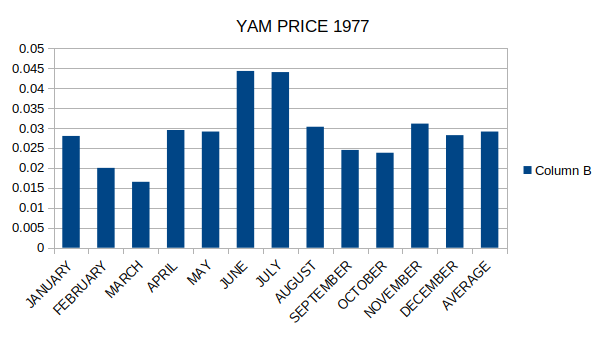 YAM PRICE 1977
0.05
0.045
0.04
0.035
0.03
0.025
0.02
0.015
0.01
0.005
0
Column B
JANUARY
FEBRUARY
MARCH
APRIL
MAY
JUNE
JULY
AUGUST
SEPTEMBER
OCTOBER
NOVEMBER
DECEMBER
AVERAGE